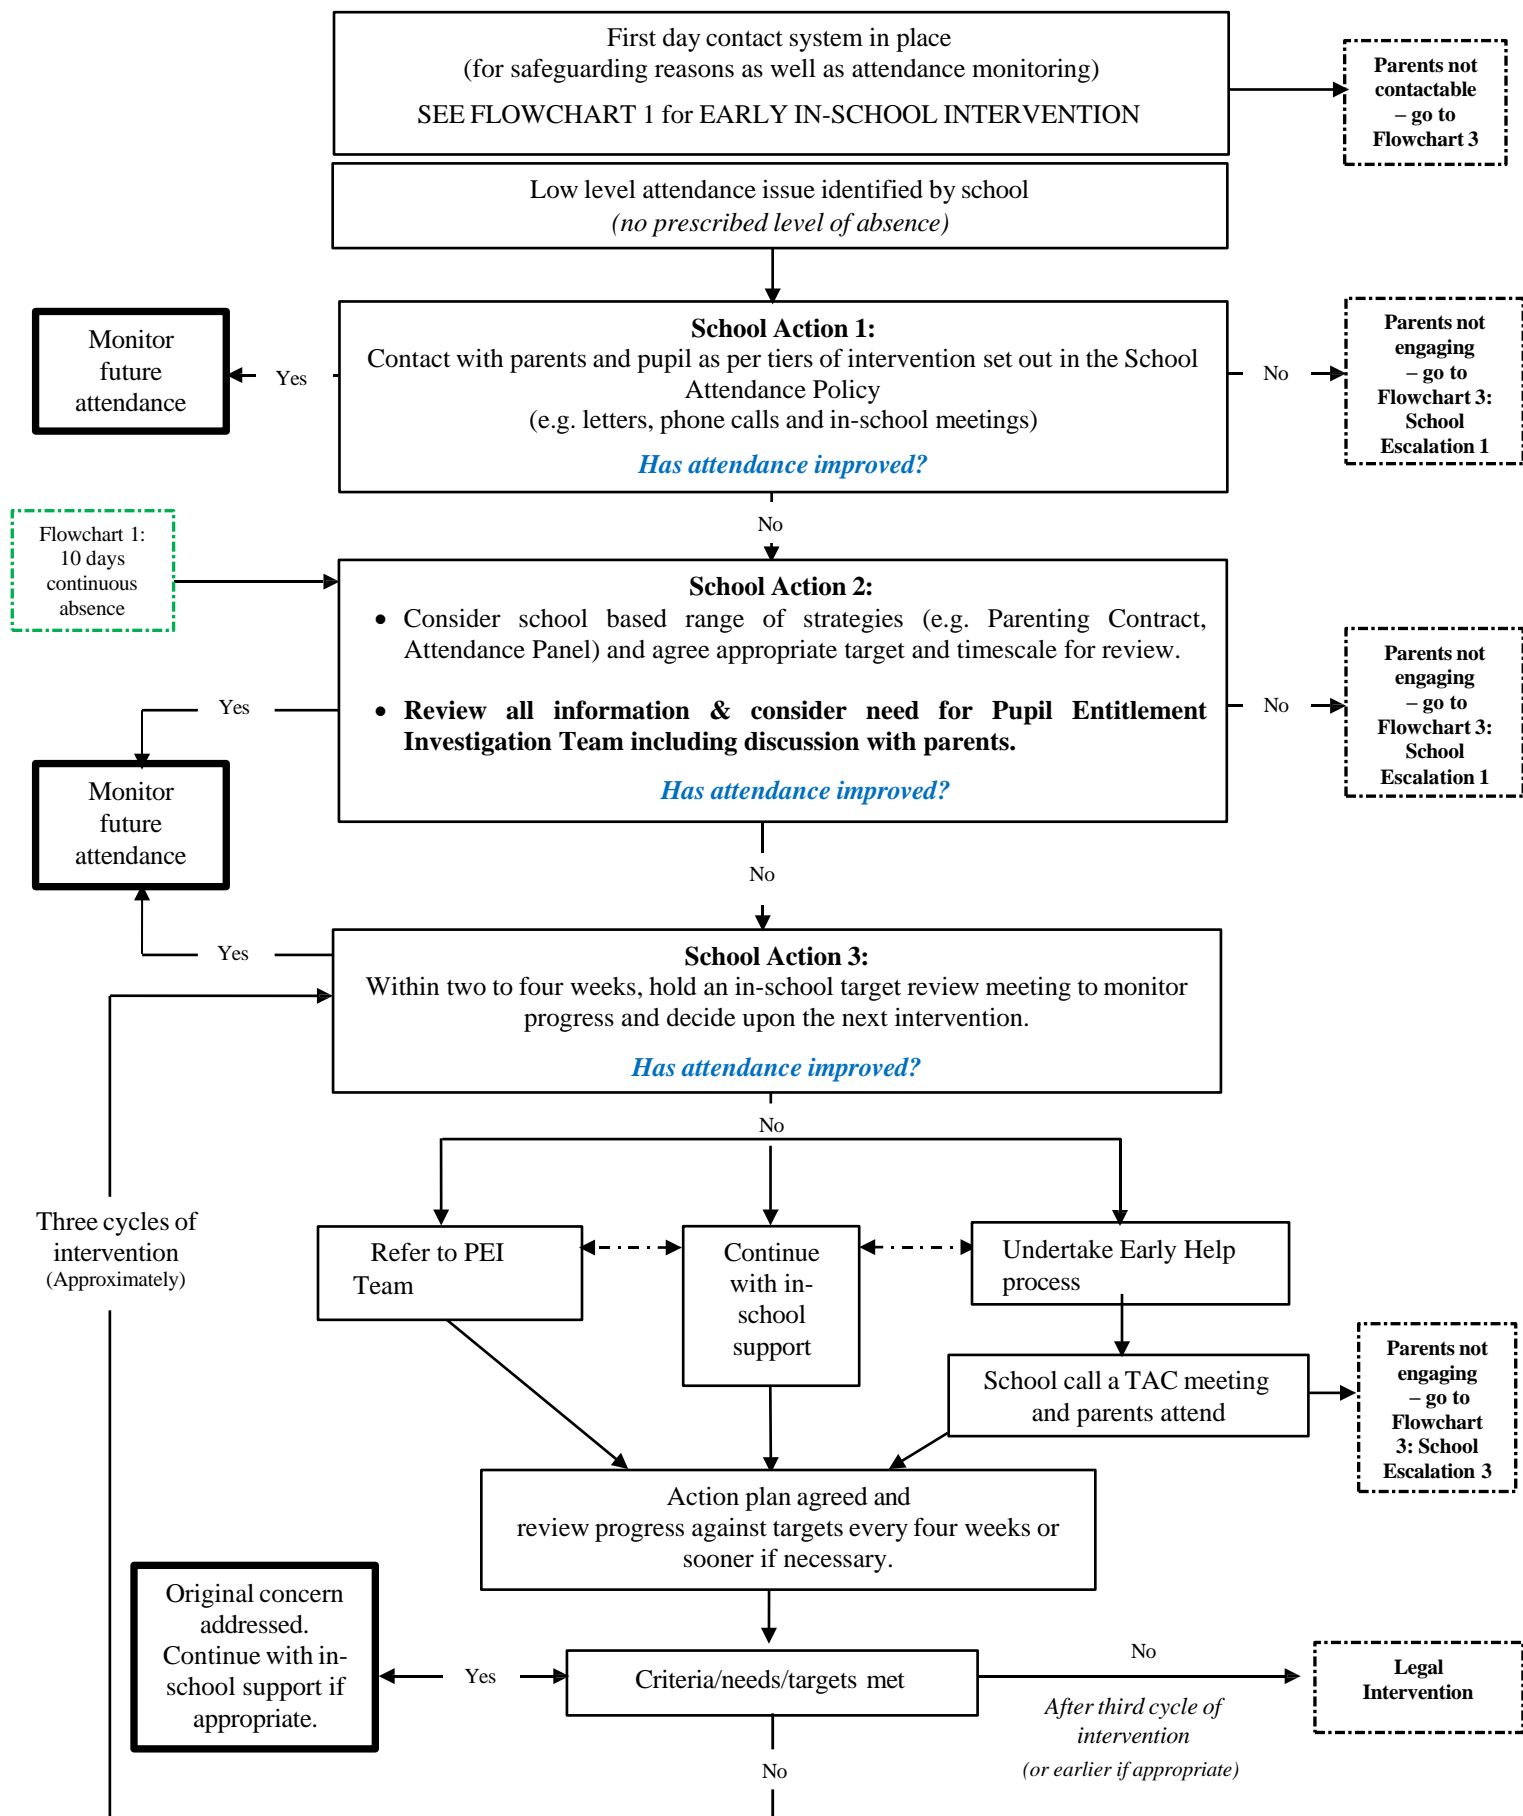 First day contact system in place
(for safeguarding reasons as well as attendance monitoring)
SEE FLOWCHART 1 for EARLY IN-SCHOOL INTERVENTION
Parents not
contactable
– go to
Flowchart 3
Low level attendance issue identified by school
(no prescribed level of absence)
Monitor
future
attendance
Yes
School Action 1:
Contact with parents and pupil as per tiers of intervention set out in the School
Attendance Policy
(e.g. letters, phone calls and in-school meetings)
Has attendance improved?
No
Parents not
engaging
– go to
Flowchart 3:
School
Escalation 1
No
Flowchart 1:
10 days
continuous
absence
School Action 2:
• Consider school based range of strategies (e.g. Parenting Contract,
Attendance Panel) and agree appropriate target and timescale for review.
• Review all information & consider need for Pupil Entitlement
Investigation Team including discussion with parents.
Has attendance improved?
Yes
No
Parents not
engaging
– go to
Flowchart 3:
School
Escalation 1
Monitor
future
attendance
No
Yes
School Action 3:
Within two to four weeks, hold an in-school target review meeting to monitor
progress and decide upon the next intervention.
Has attendance improved?
No
Three cycles of
intervention
(Approximately)
Refer to PEI
Team
Continue
with in-
school
support
Undertake Early Help
process
School call a TAC meeting
and parents attend
Parents not
engaging
– go to
Flowchart
3: School
Escalation 3
Action plan agreed and
review progress against targets every four weeks or
sooner if necessary.
Original concern
addressed.
Continue with in-
school support if
appropriate.
Yes
Criteria/needs/targets met
No
After third cycle of
intervention
(or earlier if appropriate)
Legal
Intervention
No